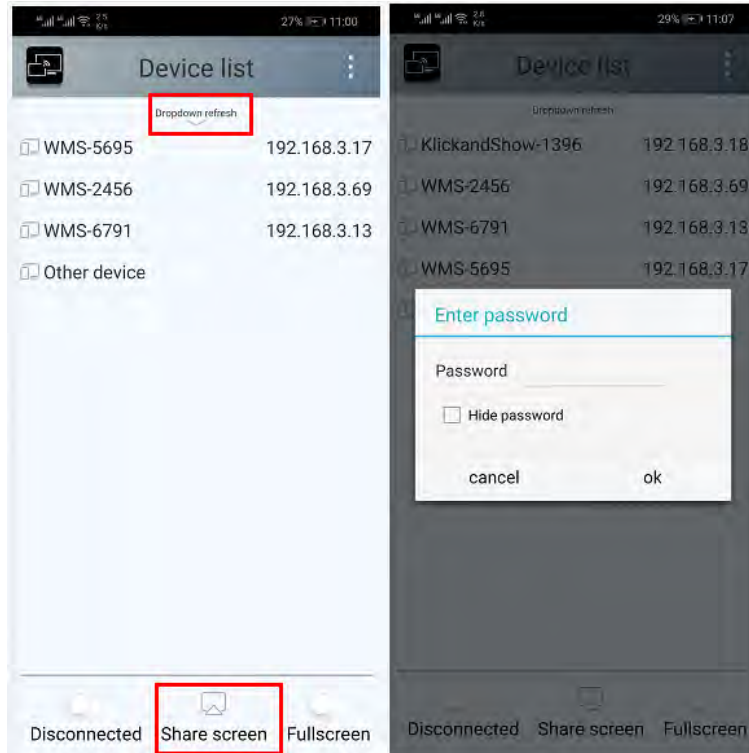 2.5
K/s
27% 11:00
Device list
Dropdown refresh
WMS-5695 192.168.3.17
WMS-2456 192.168.3.69
WMS-6791 192.168.3.13
Other device
Disconnected Share screen Fullscreen
K/s
29% 11:07
Device list
Dropdown refresh
KlickandShow-1396 192.168.3.18
WMS-2456 192.168.3.69
WMS-6791 192.168.3.13
WMS-5695 192.168.3.17
Enter password
Password
Hide password
cancel ok
Disconnected Share screen Fullscreen